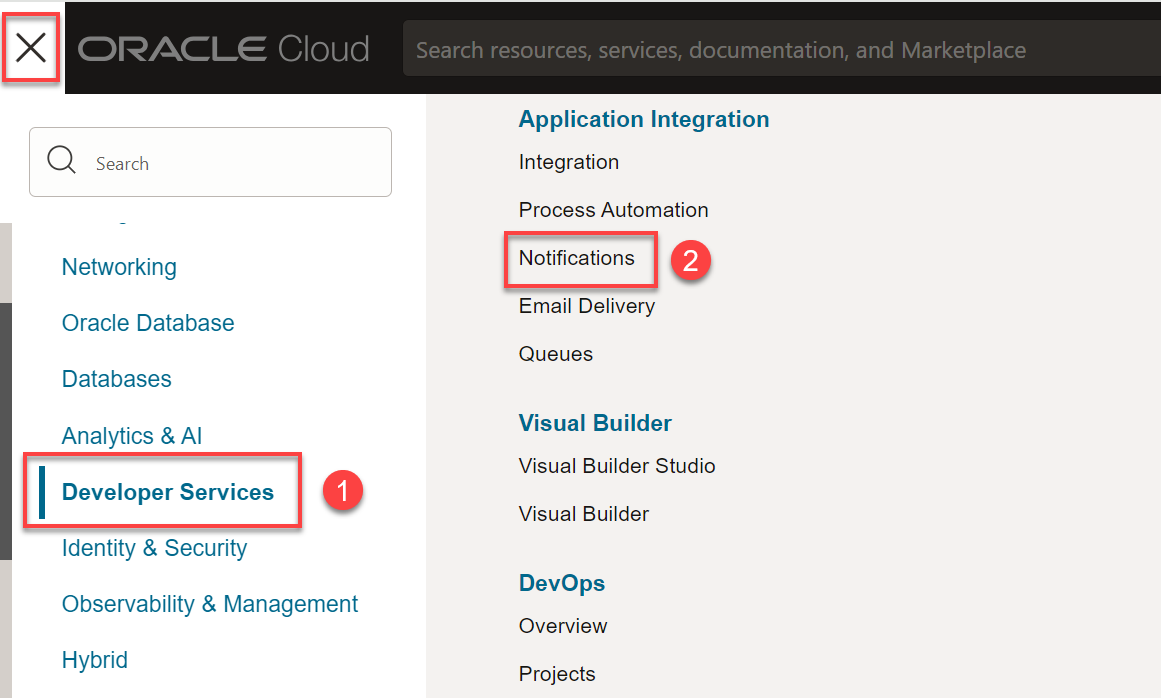 ORACLE Cloud
Search resources, services, documentation, and Marketplace
Search
Networking
Oracle Database
Databases
Analytics & AI
Developer Services
1
Identity & Security
Observability & Management
Hybrid
Application Integration
Integration
Process Automation
Notifications
2
Email Delivery
Queues
Visual Builder
Visual Builder Studio
Visual Builder
DevOps
Overview
Projects